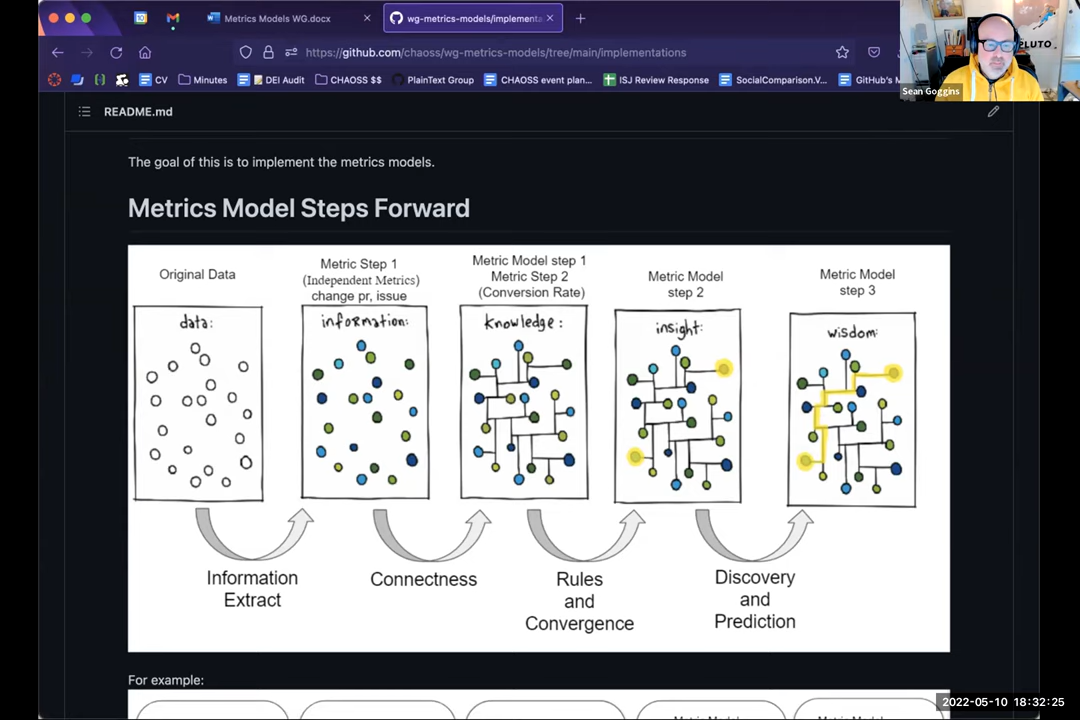 Metrics Models WG.docx
wg-metrics-models/implementa
https://github.com/chaoss/wg-metrics-models/tree/main/implementations
CV
Minutes
DEI Audit
CHAOSS $$
PlainText Group
CHAOSS event plan...
ISJ Review Response
SocialComparison.V...
GitHub's
PLUTO
Sean Goggins
README.md
The goal of this is to implement the metrics models.
Metrics Model Steps Forward
Original Data
Metric Step 1
(Independent Metrics)
change pr, issue
Metric Model step 1
Metric Step 2
(Conversion Rate)
Metric Model
step 2
Metric Model
step 3
data:
information:
knowledge:
insight:
wisdom:
Information
Extract
Connectness
Rules
and
Convergence
Discovery
and
Prediction
For example:
2022-05-10 18:32:25